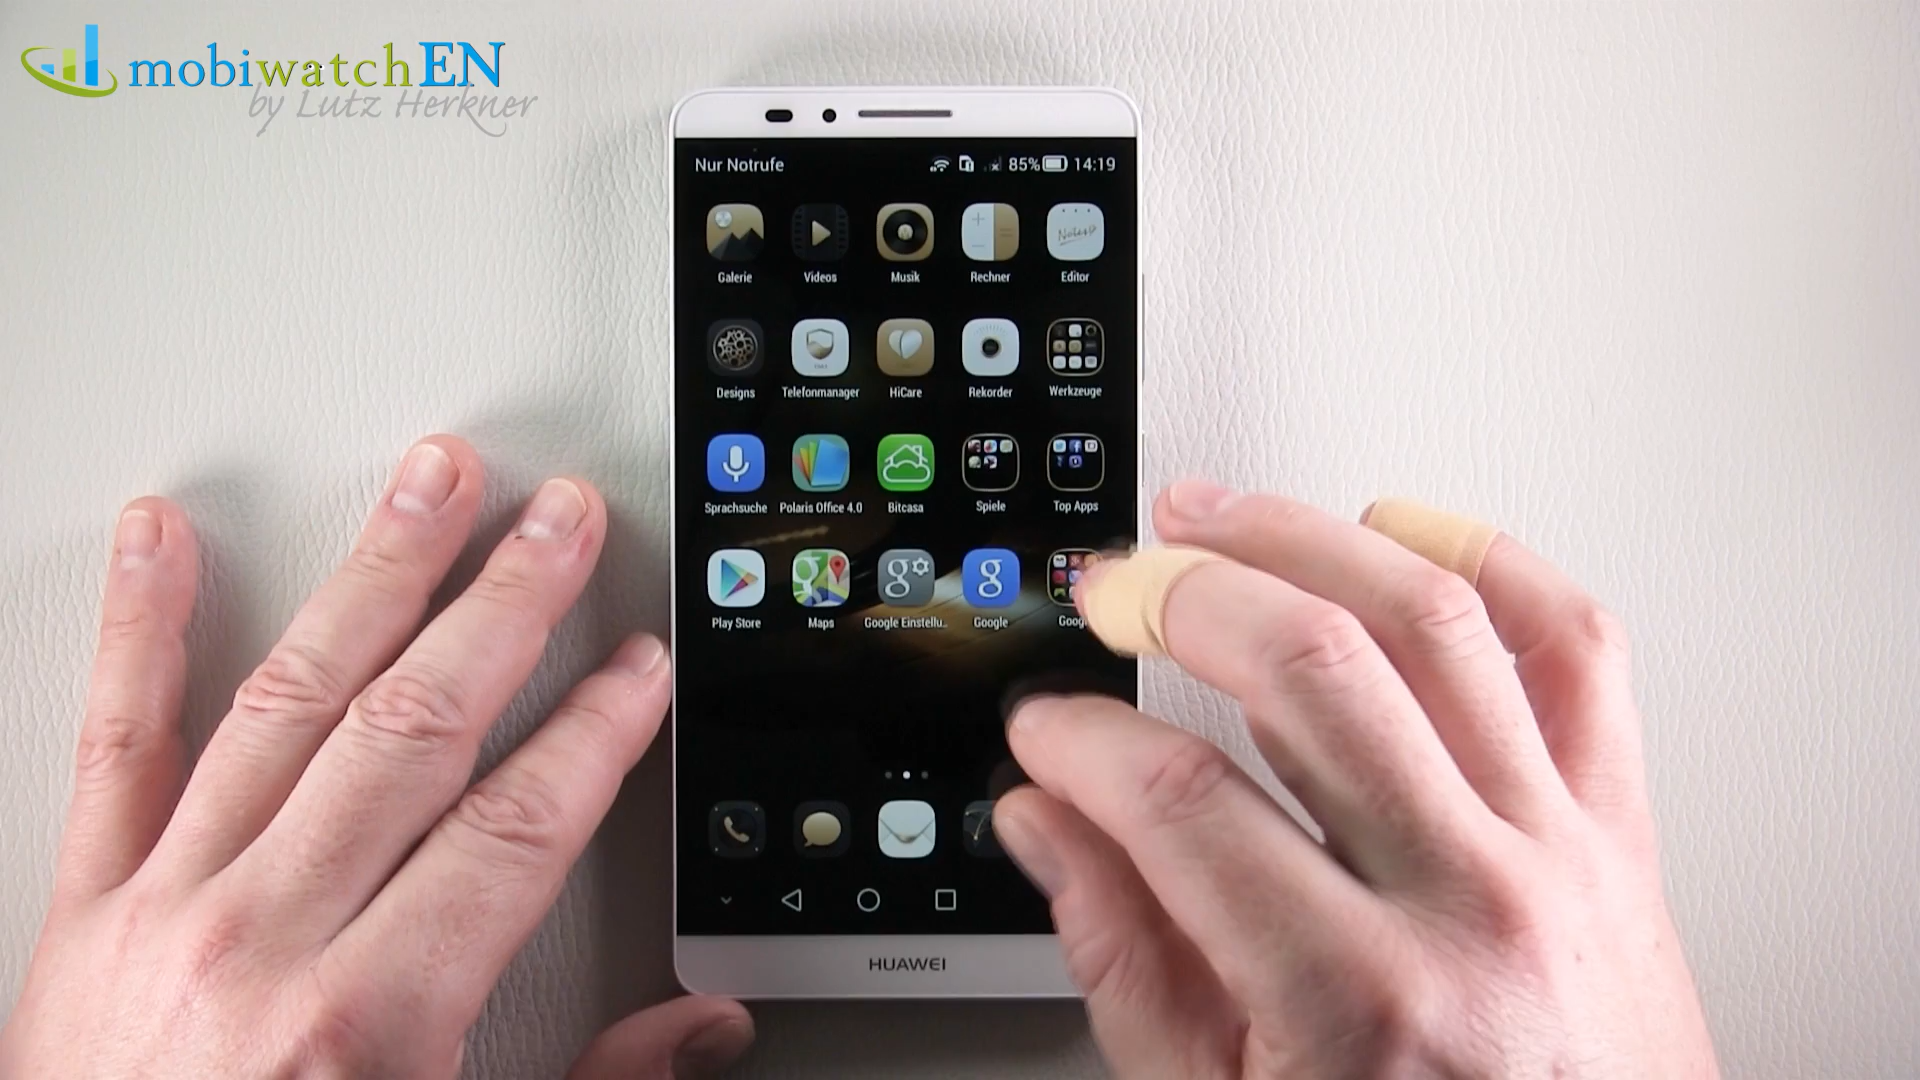 mobiwatchEN
by Lutz Herkner
Nur Notrufe
85% 14:19
Galerie Videos Musik Rechner Editor
Designs Telefonmanager HiCare Rekorder Werkzeuge
Sprachsuche Polaris Office 4.0 Bitcasa Spiele Top Apps
Play Store Maps Google Einstellu.. Google
HUAWEI